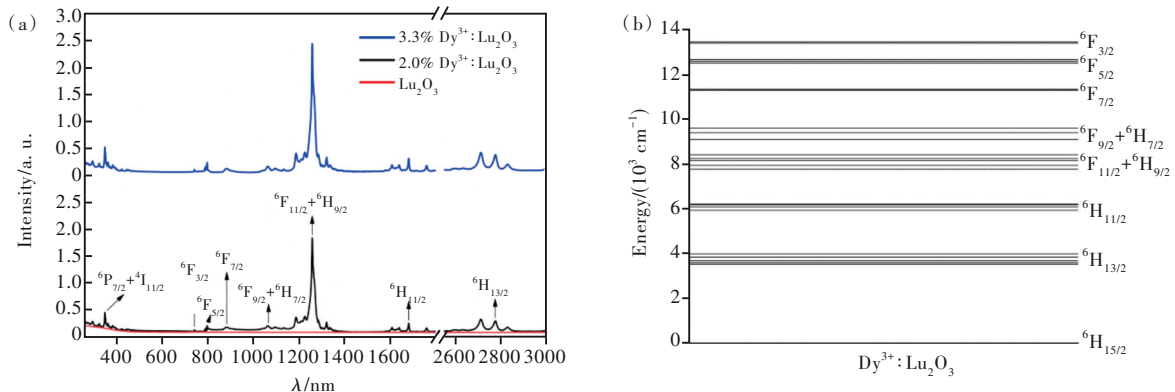 (a)
3.0
2.5
2.0
1.5
1.0
0.5
0
2.0
1.5
1.0
0.5
0
Intensity/a. u.
3.3% Dy³⁺:Lu₂O₃
2.0% Dy³⁺:Lu₂O₃
Lu₂O₃
⁶P₇/₂+⁴I₁₁/₂
⁶F₃/₂
⁶F₅/₂
⁶F₇/₂
⁶F₉/₂+⁶H₇/₂
⁶F₁₁/₂+⁶H₉/₂
⁶H₁₁/₂
⁶H₁₃/₂
400 600 800 1000 1200 1400 1600 2600 2800 3000
λ/nm
(b)
14
12
10
8
6
4
2
0
Energy/(10³ cm⁻¹)
⁶F₃/₂
⁶F₅/₂
⁶F₇/₂
⁶F₉/₂+⁶H₇/₂
⁶F₁₁/₂+⁶H₉/₂
⁶H₁₁/₂
⁶H₁₃/₂
⁶H₁₅/₂
Dy³⁺:Lu₂O₃